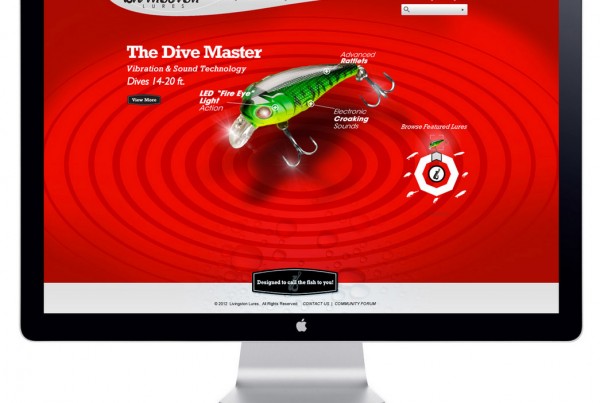 LURES
The Dive Master
Vibration & Sound Technology
Dives 14-20 ft.
View More
LED "Fire Eye"
Light
Action
Advanced
Rattlets
Electronic
Croaking
Sounds
Browse Featured Lures
Designed to call the fish to you!
© 2012 Livingston Lures, All Rights Reserved. CONTACT US | COMMUNITY FORUM